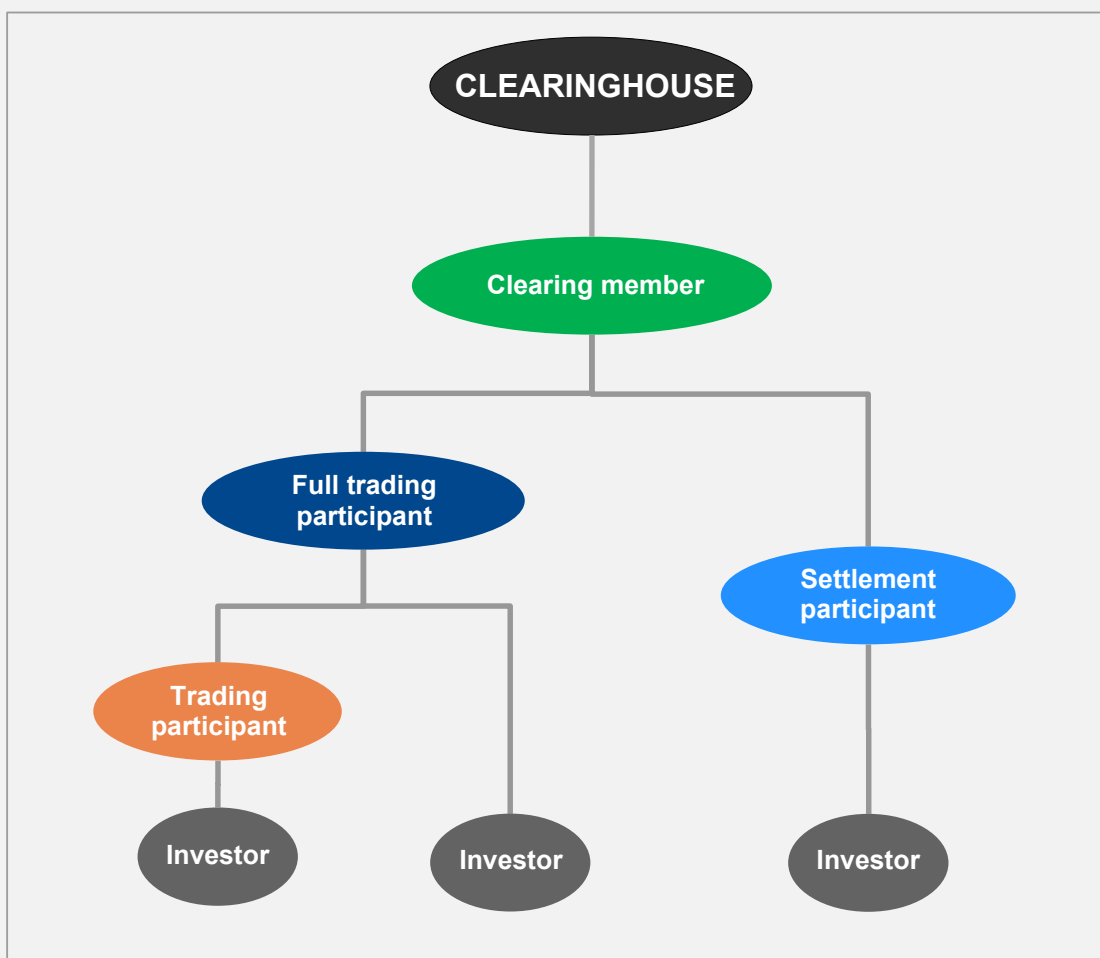 CLEARINGHOUSE
Clearing member
Full trading
participant
Settlement
participant
Trading
participant
Investor
Investor
Investor